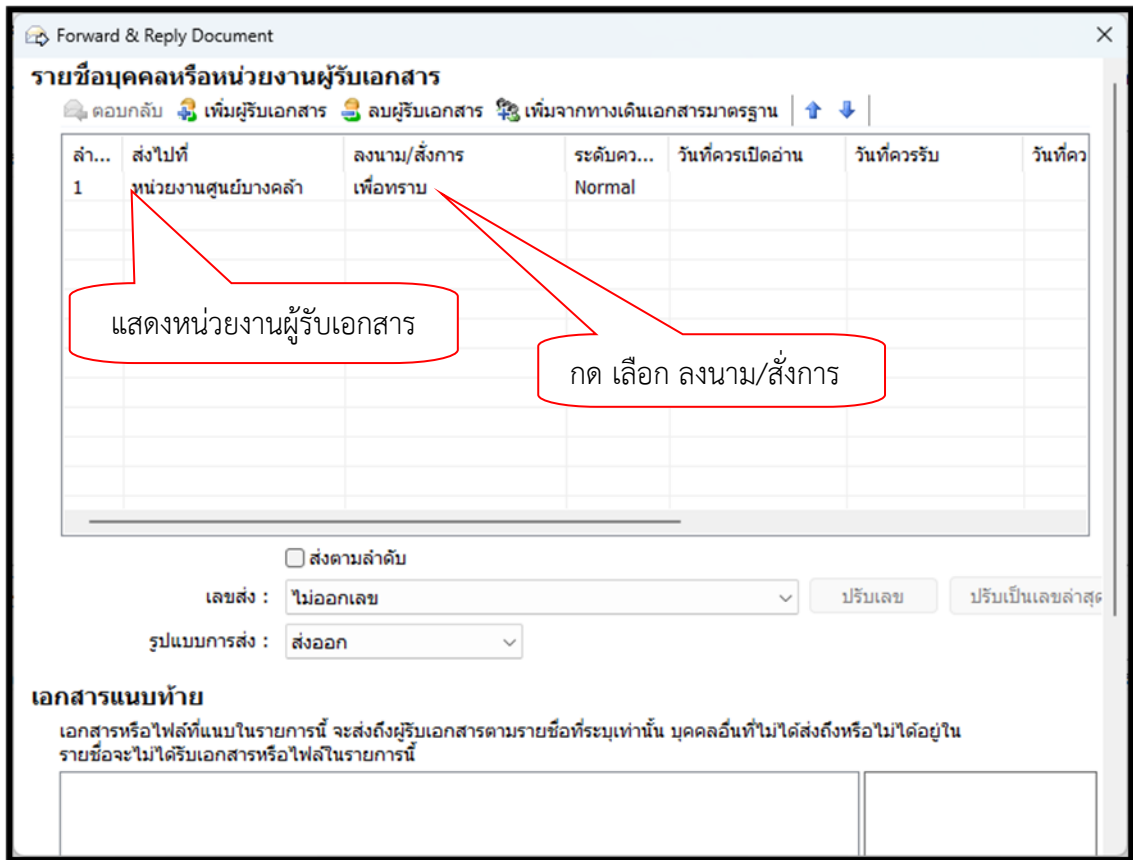 Forward & Reply Document
รายชื่อบุคคลหรือหน่วยงานผู้รับเอกสาร
ตอบกลับ เพิ่มผู้รับเอกสาร ลบผู้รับเอกสาร เพิ่มจากทางเดินเอกสารมาตรฐาน
ลำ... ส่งไปที่ ลงนาม/สั่งการ ระดับคว... วันที่ควรเปิดอ่าน วันที่ควรรับ วันที่คว
1 หน่วยงานศูนย์บางคล้า เพื่อทราบ Normal
แสดงหน่วยงานผู้รับเอกสาร
กด เลือก ลงนาม/สั่งการ
ส่งตามลำดับ
เลขส่ง : ไม่ออกเลข ปรับเลข ปรับเป็นเลขล่าสุด
รูปแบบการส่ง : ส่งออก
เอกสารแนบท้าย
เอกสารหรือไฟล์ที่แนบในรายการนี้ จะส่งถึงผู้รับเอกสารตามรายชื่อที่ระบุเท่านั้น บุคคลอื่นที่ไม่ได้ส่งถึงหรือไม่ได้อยู่ใน
รายชื่อจะไม่ได้รับเอกสารหรือไฟล์ในรายการนี้